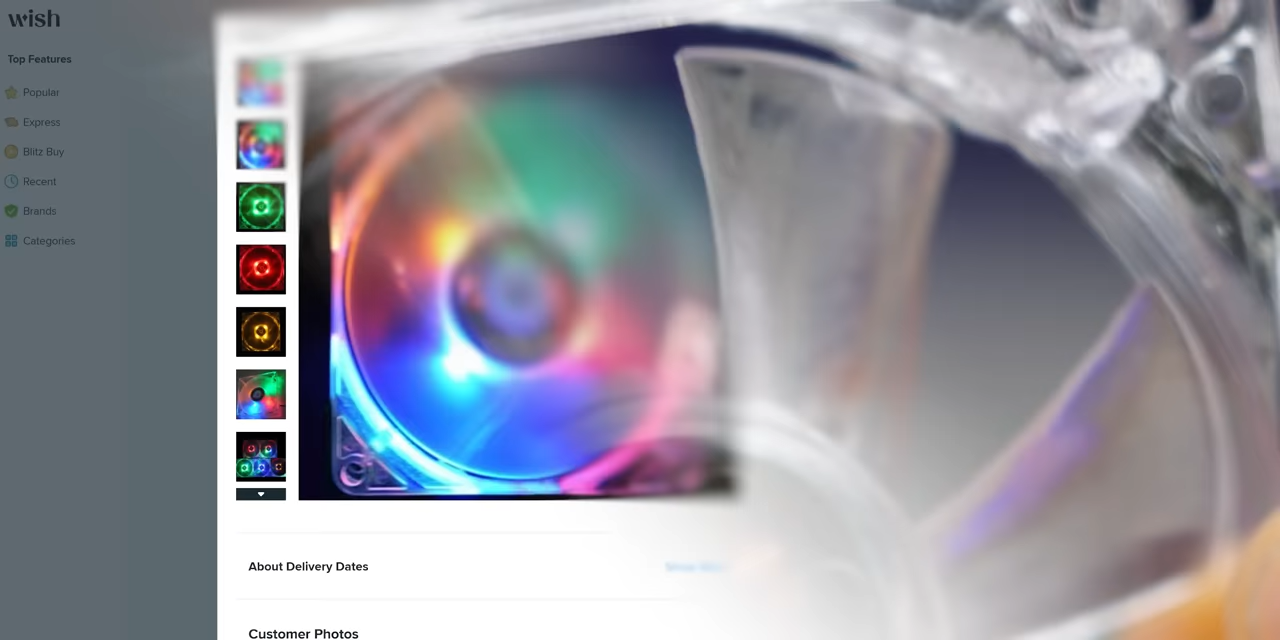 wish
Top Features
Popular
Express
Blitz Buy
Recent
Brands
Categories
About Delivery Dates
Customer Photos